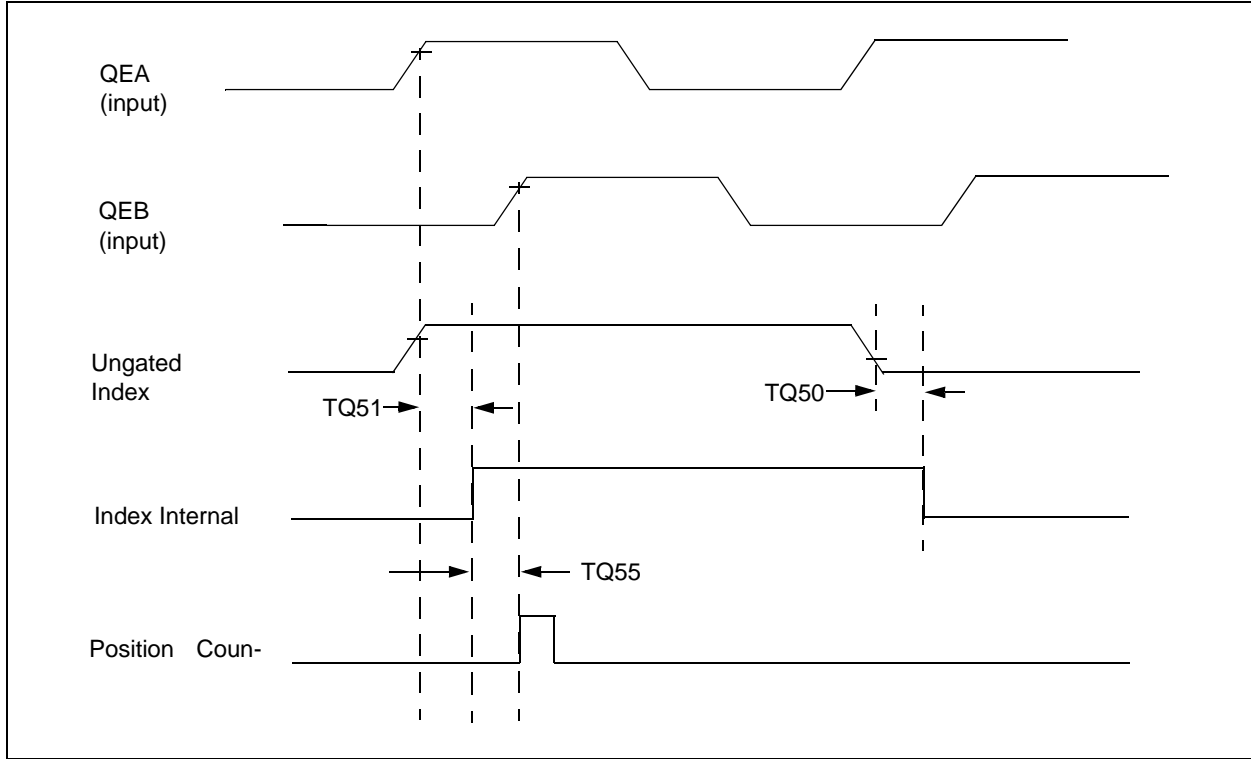 QEA
(input)
QEB
(input)
Ungated
Index
TQ51
TQ50
Index Internal
TQ55
Position Coun-